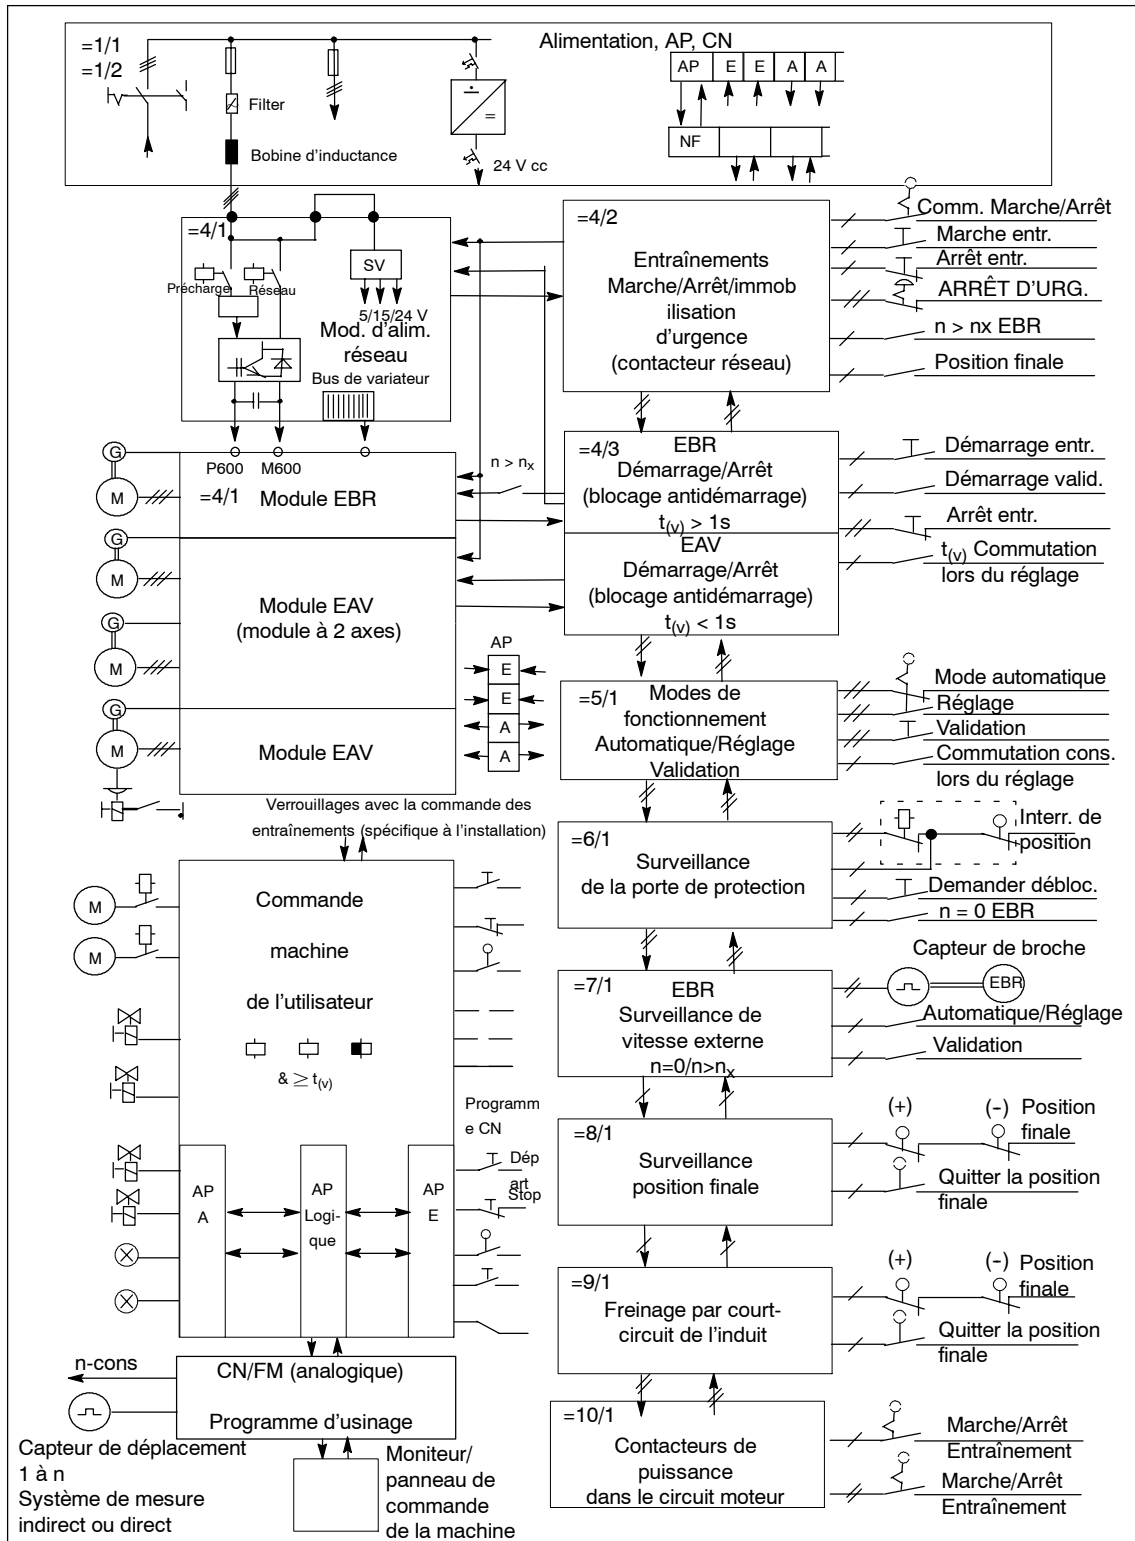 =1/1
=1/2
Filter
Bobine d'inductance
÷
=
24 V cc
Alimentation, AP, CN
AP E E A A
NF
=4/1
Précharge
Réseau
SV
5/15/24 V
Mod. d'alim.
réseau
Bus de variateur
=4/2
Entraînements
Marche/Arrêt/immob
ilisation
d'urgence
(contacteur réseau)
Comm. Marche/Arrêt
Marche entr.
Arrêt entr.
ARRÊT D'URG.
n > nx EBR
Position finale
G
M
P600 M600
=4/1
Module EBR
n > nx
=4/3
EBR
Démarrage/Arrêt
(blocage antidémarrage)
t(v) > 1s
EAV
Démarrage/Arrêt
(blocage antidémarrage)
t(v) < 1s
Démarrage entr.
Démarrage valid.
Arrêt entr.
t(v) Commutation
lors du réglage
G
M
G
M
Module EAV
(module à 2 axes)
G
M
Module EAV
AP
E
E
A
A
=5/1
Modes de
fonctionnement
Automatique/Réglage
Validation
Mode automatique
Réglage
Validation
Commutation cons.
lors du réglage
Verrouillages avec la commande des
entraînements (spécifique à l'installation)
=6/1
Surveillance
de la porte de protection
Interr. de
position
Demander débloc.
n = 0 EBR
M
M
Commande
machine
de l'utilisateur
& ≥ t(v)
=7/1
EBR
Surveillance de
vitesse externe
n=0/n>nx
Capteur de broche
EBR
Automatique/Réglage
Validation
Programm
e CN
Dép
art
Stop
AP
A
AP
Logi-
que
AP
E
=8/1
Surveillance
position finale
(+) (-) Position
finale
Quitter la position
finale
=9/1
Freinage par court-
circuit de l'induit
(+) (-) Position
finale
Quitter la position
finale
n-cons
CN/FM (analogique)
Programme d'usinage
Capteur de déplacement
1 à n
Système de mesure
indirect ou direct
Moniteur/
panneau de
commande
de la machine
=10/1
Contacteurs de
puissance
dans le circuit moteur
Marche/Arrêt
Entraînement
Marche/Arrêt
Entraînement